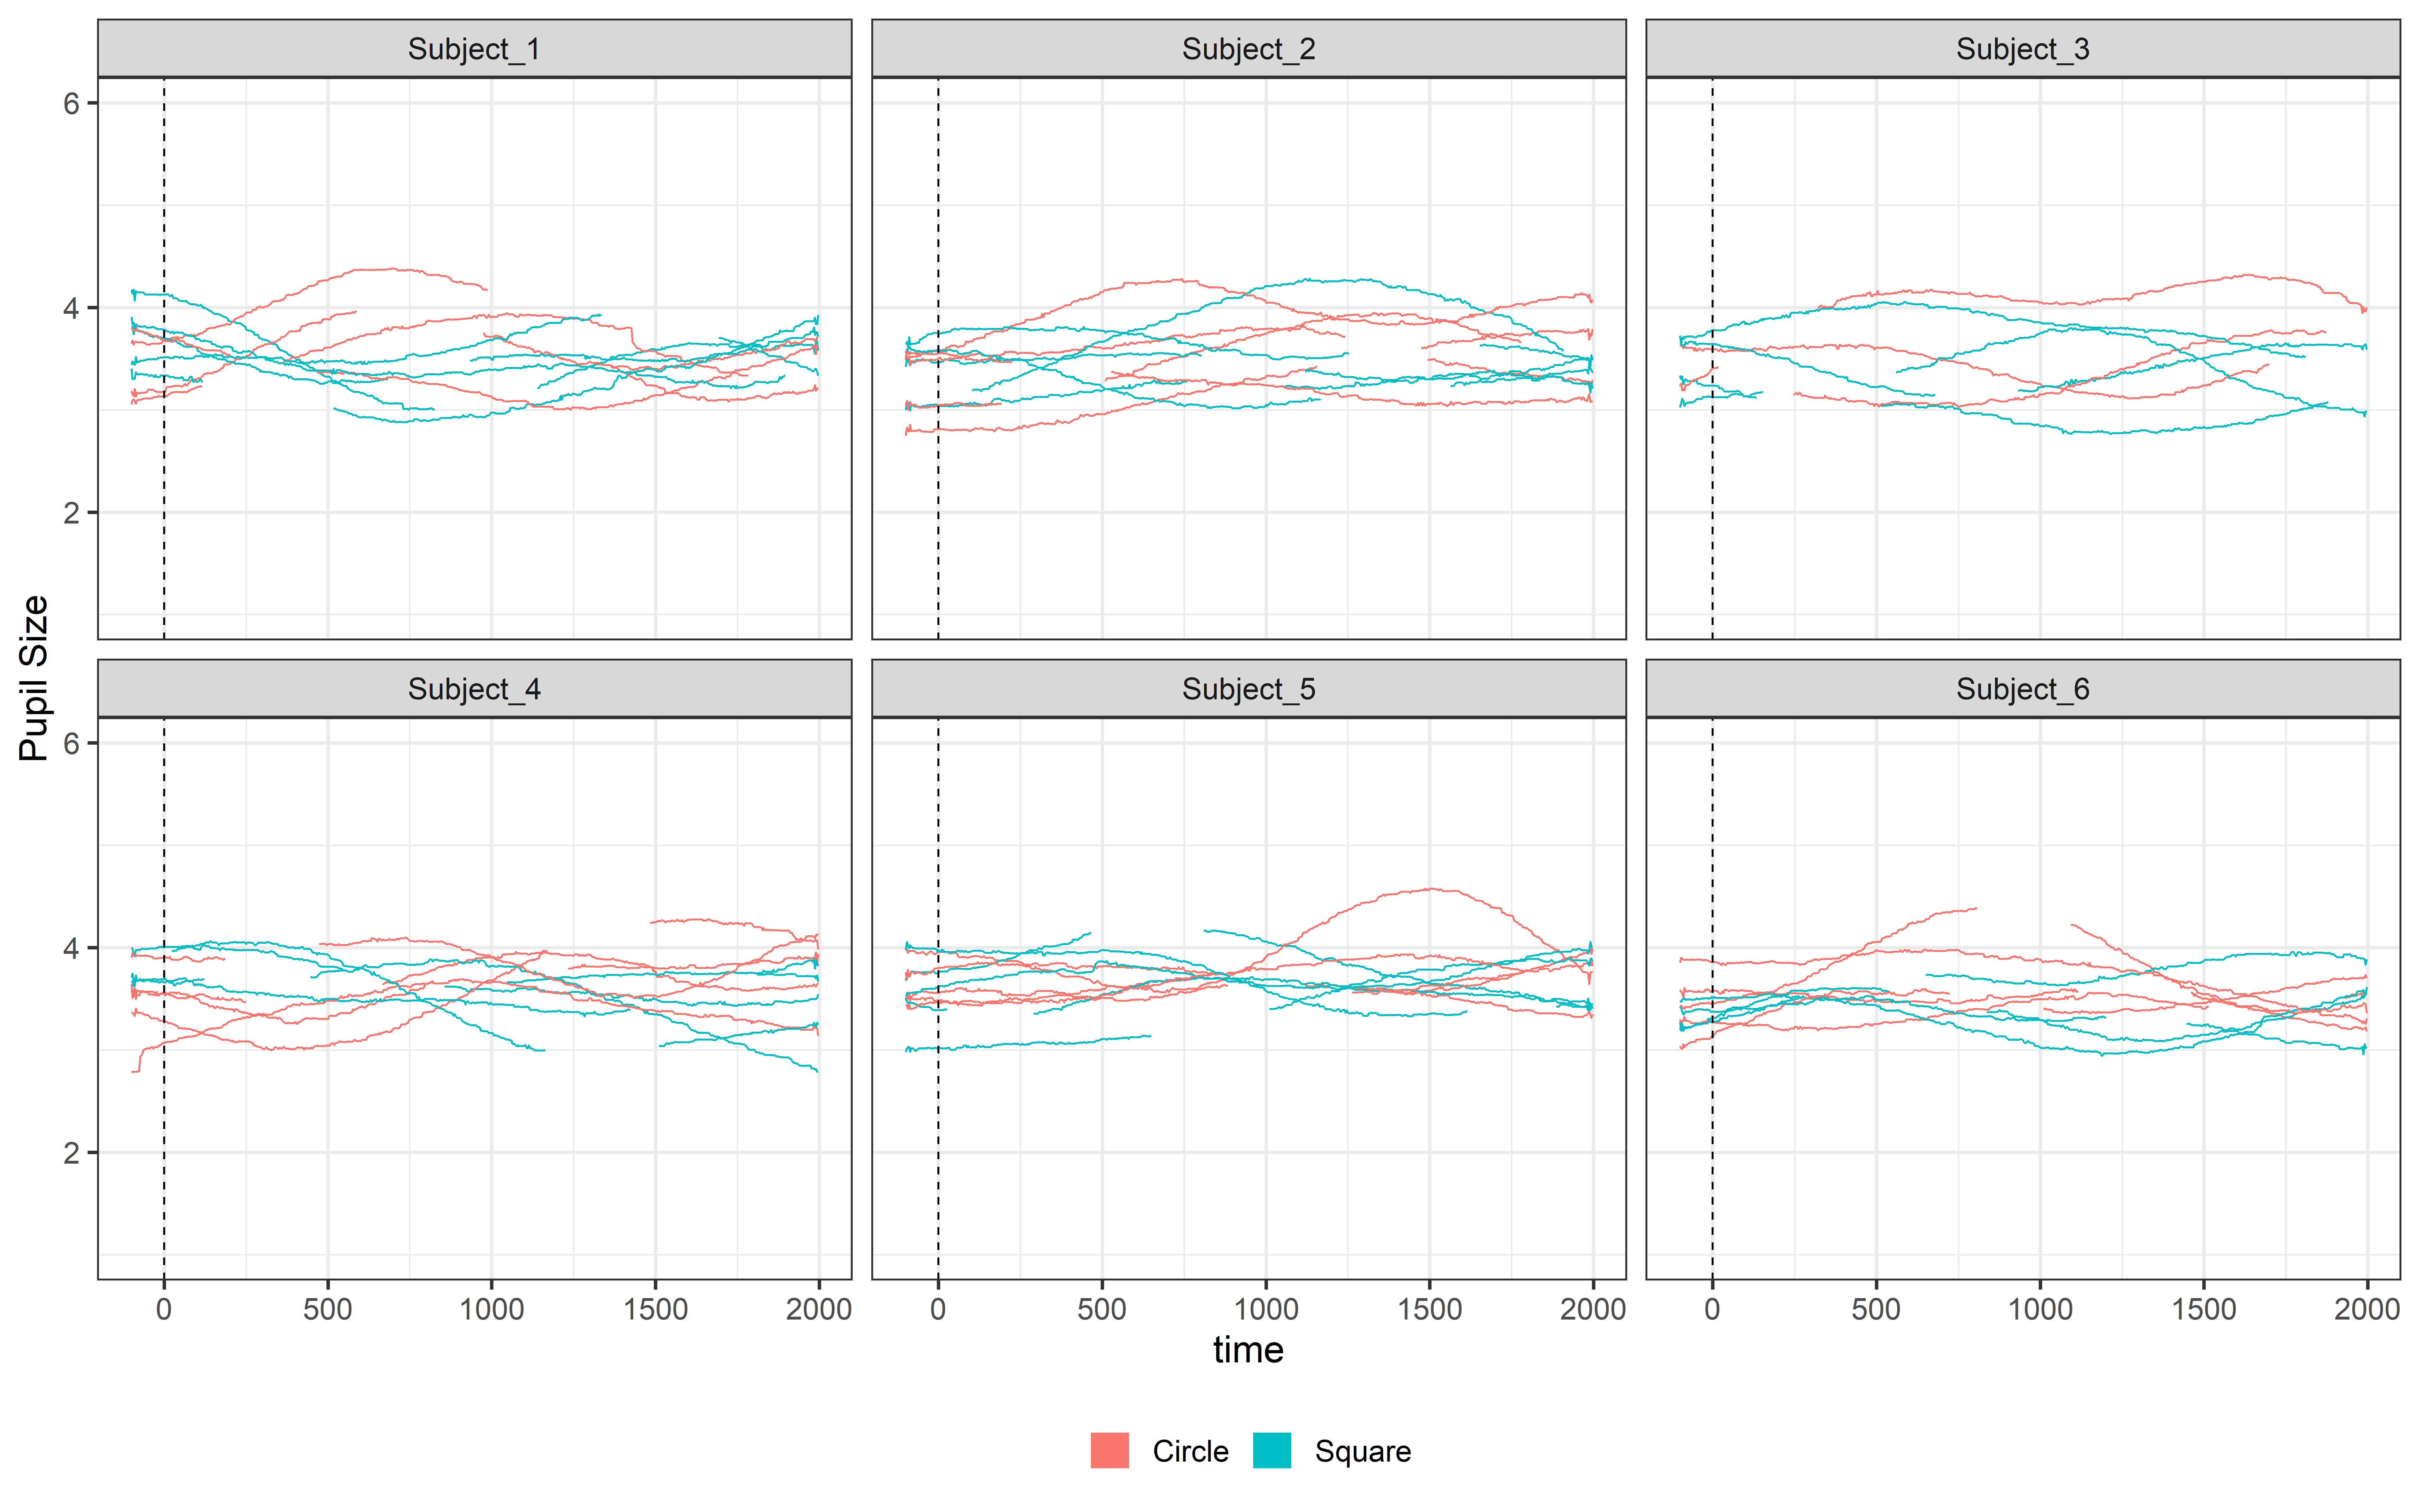 Subject_1 Subject_2 Subject_3
6
4
2
Subject_4 Subject_5 Subject_6
6
4
2
Pupil Size
0 500 1000 1500 2000 0 500 1000 1500 2000 0 500 1000 1500 2000
time
Circle Square